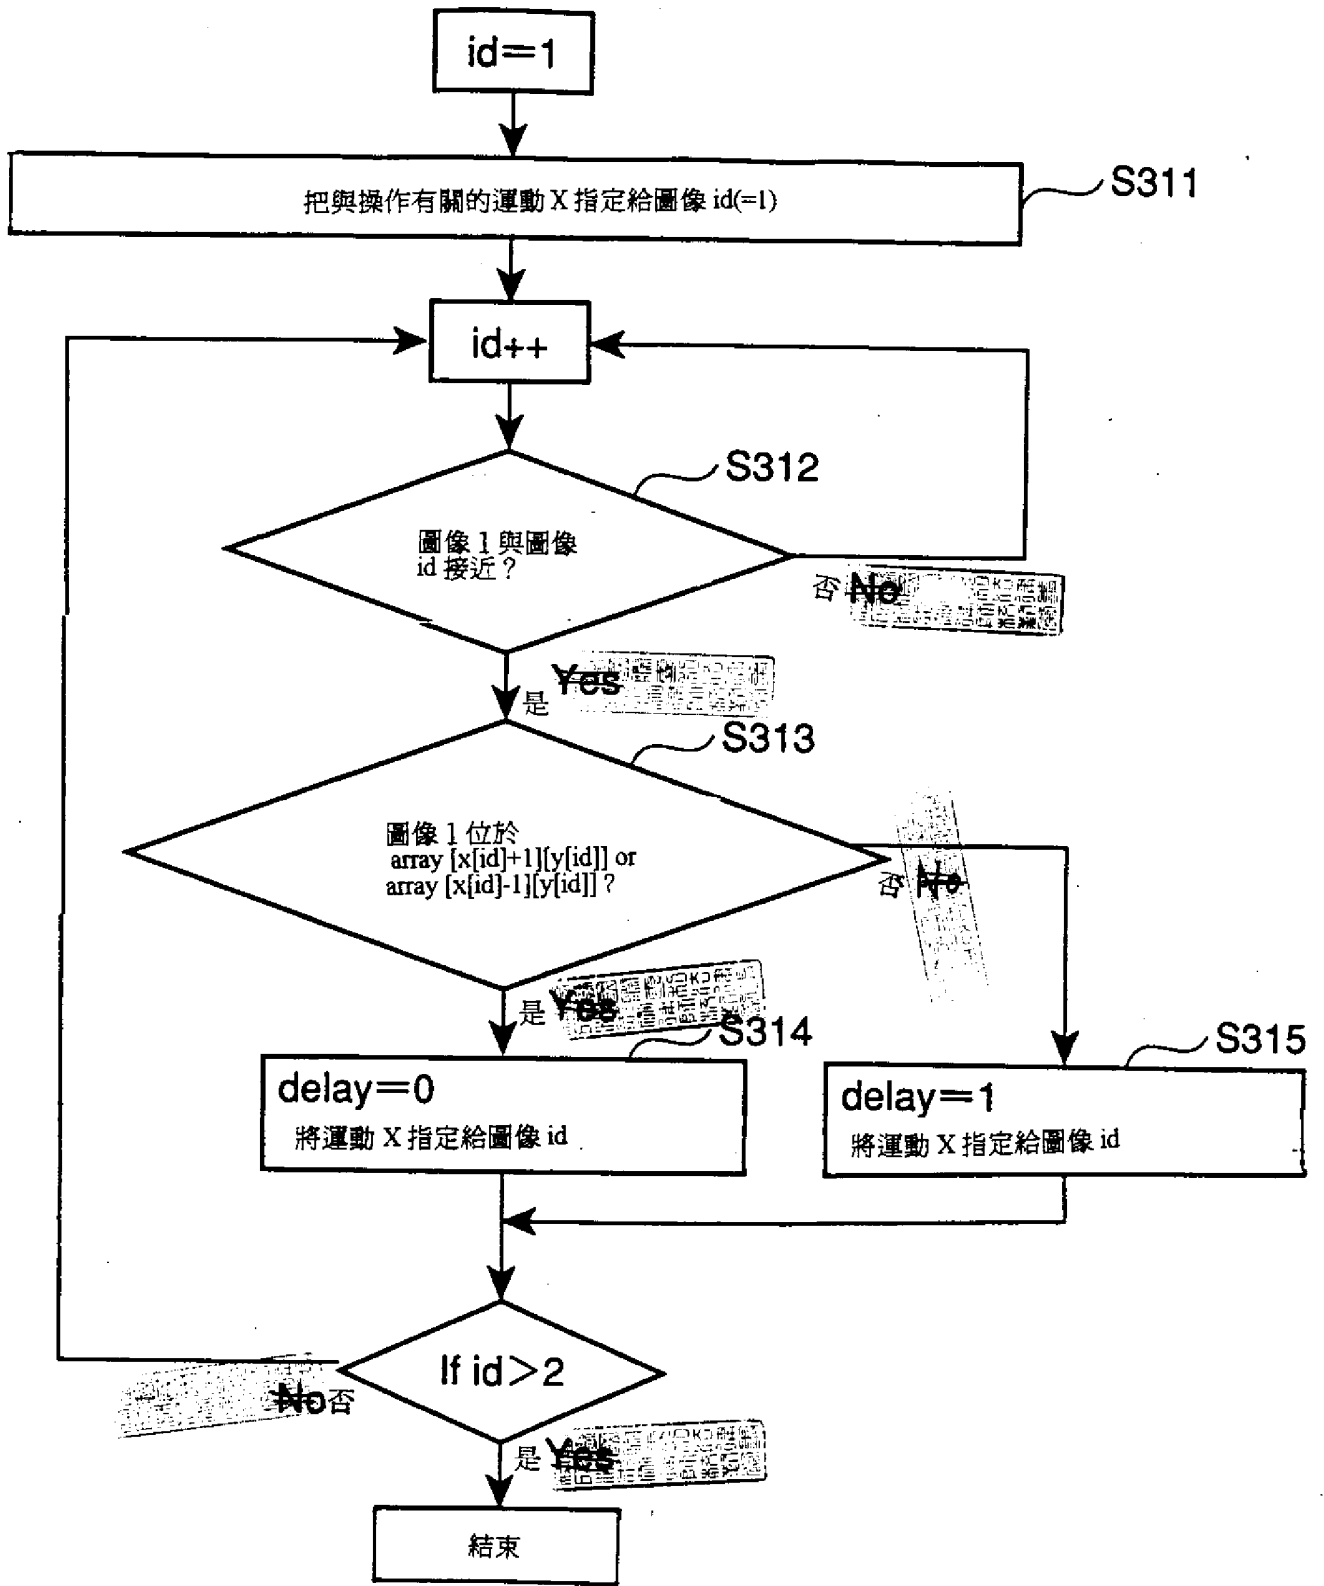 id=1
把與操作有關的運動 X 指定給圖像 id(=1)
S311
id++
S312
圖像 1 與圖像
id 接近？
否 No
是 Yes
S313
圖像 1 位於
array [x[id]+1][y[id]] or
array [x[id]-1][y[id]]？
否 No
是 Yes
S314
delay=0
將運動 X 指定給圖像 id
S315
delay=1
將運動 X 指定給圖像 id
If id>2
No 否
是 Yes
結束